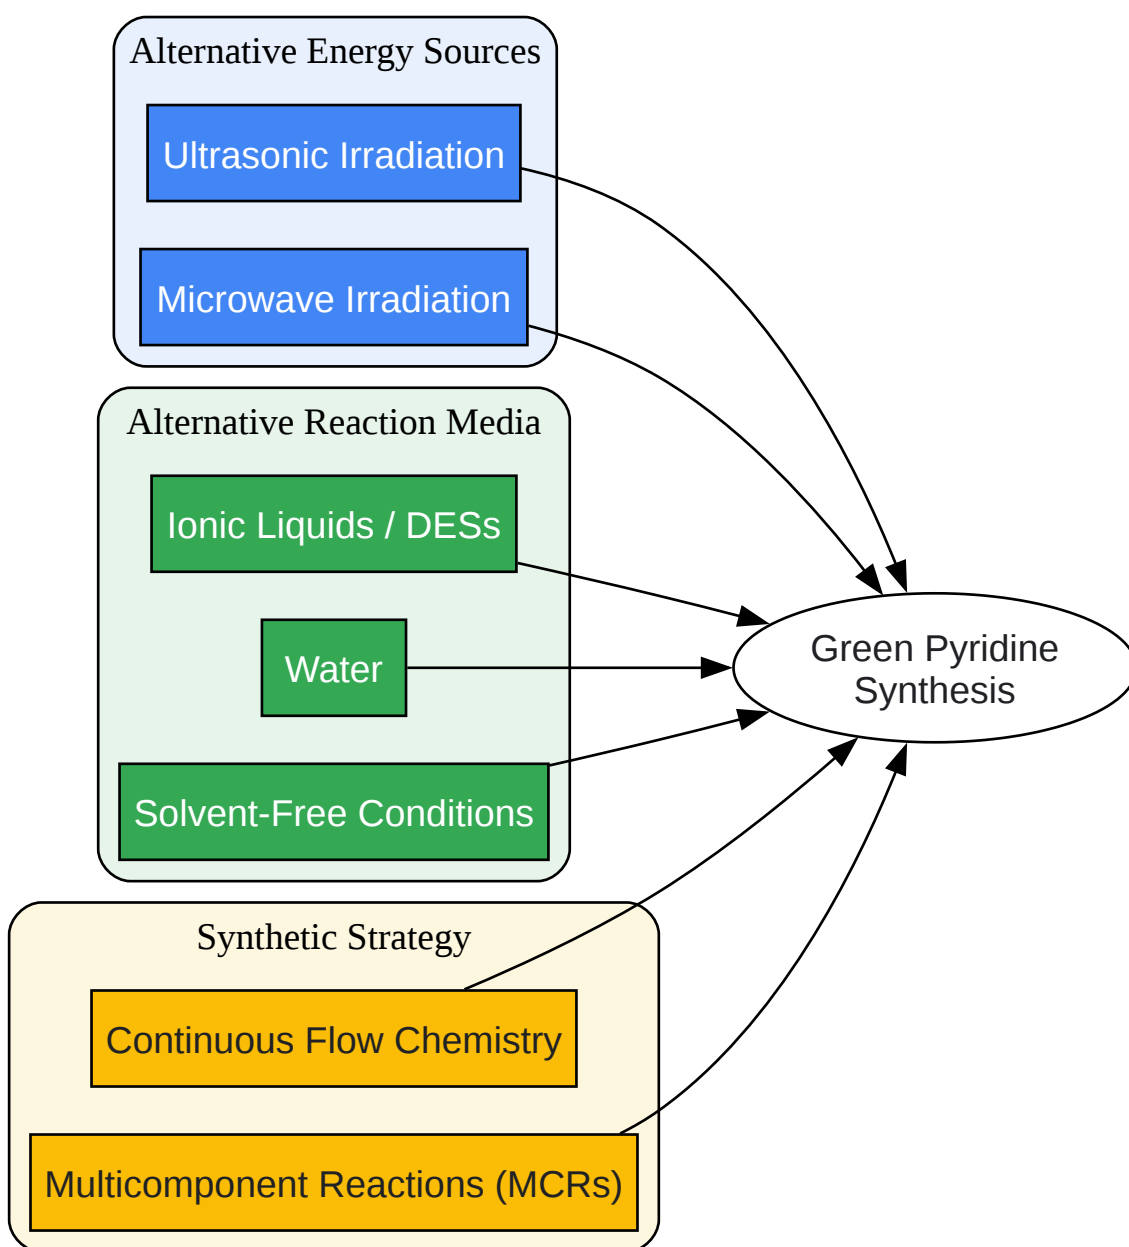 Alternative Energy Sources
Ultrasonic Irradiation
Microwave Irradiation
Alternative Reaction Media
Ionic Liquids / DESs
Water
Solvent-Free Conditions
Synthetic Strategy
Continuous Flow Chemistry
Multicomponent Reactions (MCRs)
Green Pyridine
Synthesis